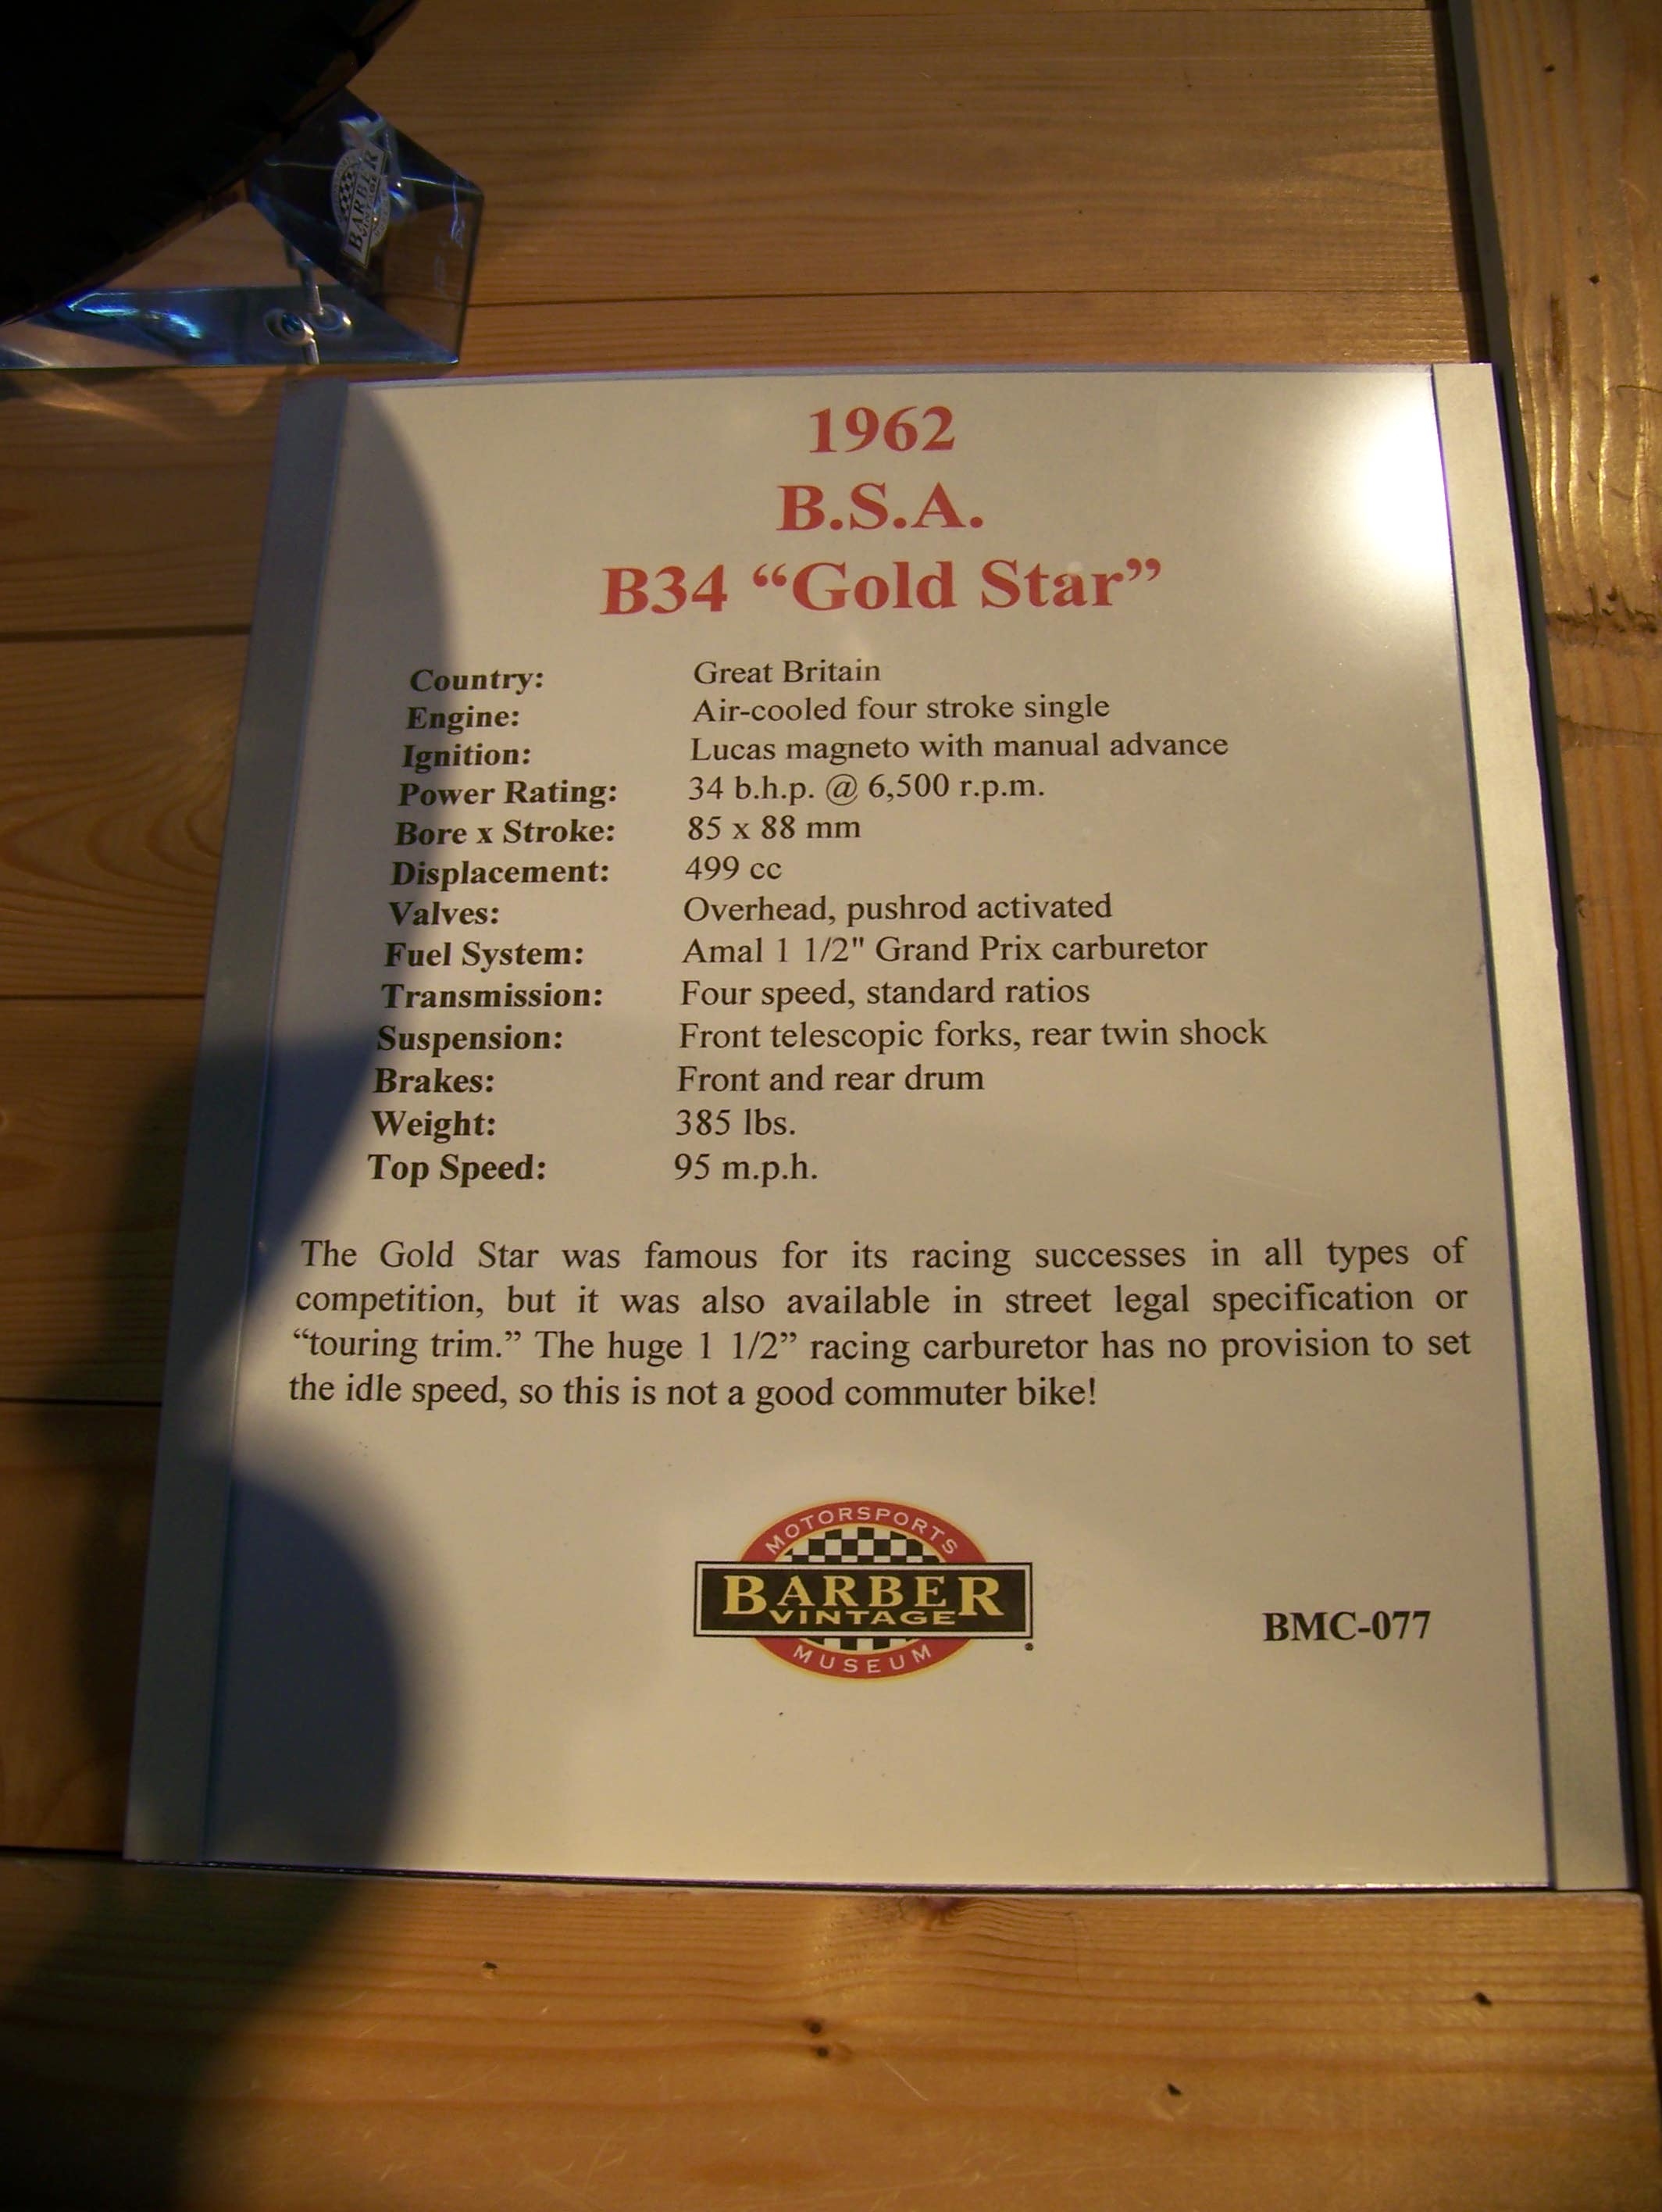 BARBER
VINTAGE
1962
B.S.A.
B34 “Gold Star”
Country: Great Britain
Engine: Air-cooled four stroke single
Ignition: Lucas magneto with manual advance
Power Rating: 34 b.h.p. @ 6,500 r.p.m.
Bore x Stroke: 85 x 88 mm
Displacement: 499 cc
Valves: Overhead, pushrod activated
Fuel System: Amal 1 1/2" Grand Prix carburetor
Transmission: Four speed, standard ratios
Suspension: Front telescopic forks, rear twin shock
Brakes: Front and rear drum
Weight: 385 lbs.
Top Speed: 95 m.p.h.
The Gold Star was famous for its racing successes in all types of
competition, but it was also available in street legal specification or
“touring trim.” The huge 1 1/2” racing carburetor has no provision to set
the idle speed, so this is not a good commuter bike!
MOTORSPORTS
BARBER
VINTAGE
MUSEUM
BMC-077